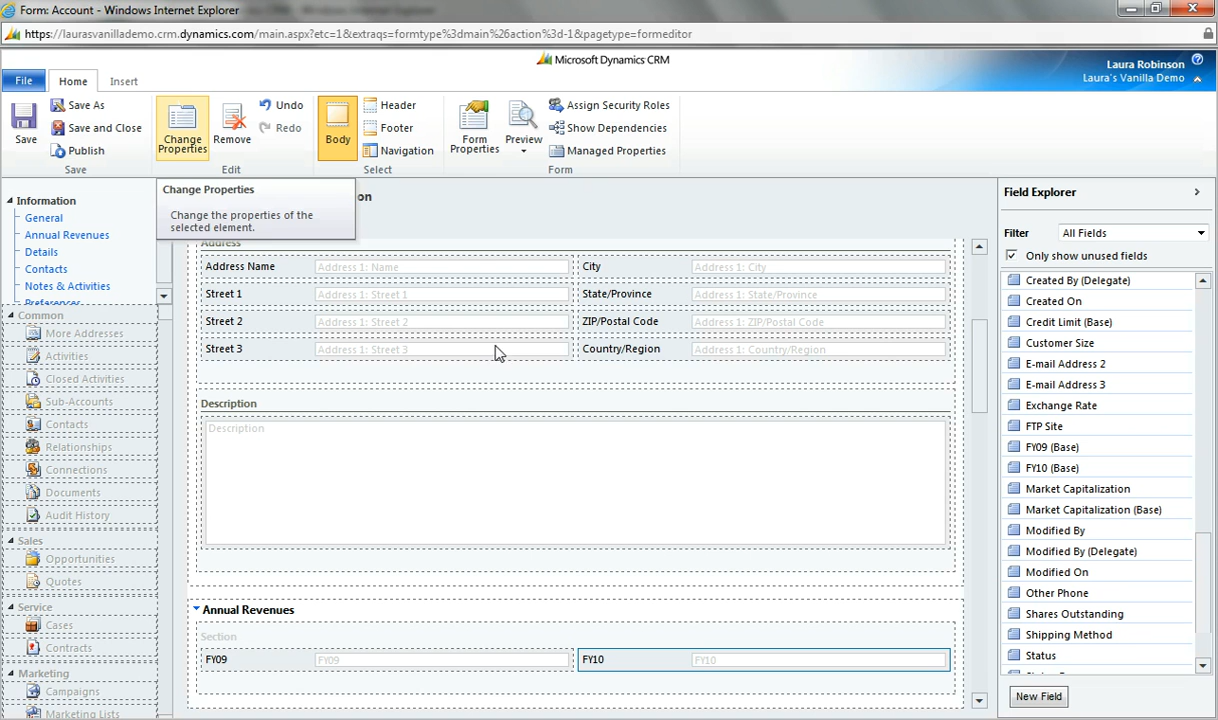 Form: Account - Windows Internet Explorer
https://laurasvanillademo.crm.dynamics.com/main.aspx?etc=1&extraqs=formtype%3dmain%26action%3d-1&pagetype=formeditor
Microsoft Dynamics CRM
Laura Robinson
Laura's Vanilla Demo
File
Home
Insert
Save
Save As
Save and Close
Publish
Save
Change Properties
Remove
Undo
Redo
Edit
Body
Header
Footer
Navigation
Select
Form Properties
Preview
Assign Security Roles
Show Dependencies
Managed Properties
Form
Change Properties
Change the properties of the
selected element.
Information
General
Annual Revenues
Details
Contacts
Notes & Activities
Preferences
Common
More Addresses
Activities
Closed Activities
Sub-Accounts
Contacts
Relationships
Connections
Documents
Audit History
Sales
Opportunities
Quotes
Service
Cases
Contracts
Marketing
Campaigns
Marketing Lists
on
Address
Address Name Address 1: Name City Address 1: City
Street 1 Address 1: Street 1 State/Province Address 1: State/Province
Street 2 Address 1: Street 2 ZIP/Postal Code Address 1: ZIP/Postal Code
Street 3 Address 1: Street 3 Country/Region Address 1: Country/Region
Description
Description
Annual Revenues
Section
FY09 FY09 FY10 FY10
Field Explorer
Filter All Fields
Only show unused fields
Created By (Delegate)
Created On
Credit Limit (Base)
Customer Size
E-mail Address 2
E-mail Address 3
Exchange Rate
FTP Site
FY09 (Base)
FY10 (Base)
Market Capitalization
Market Capitalization (Base)
Modified By
Modified By (Delegate)
Modified On
Other Phone
Shares Outstanding
Shipping Method
Status
New Field